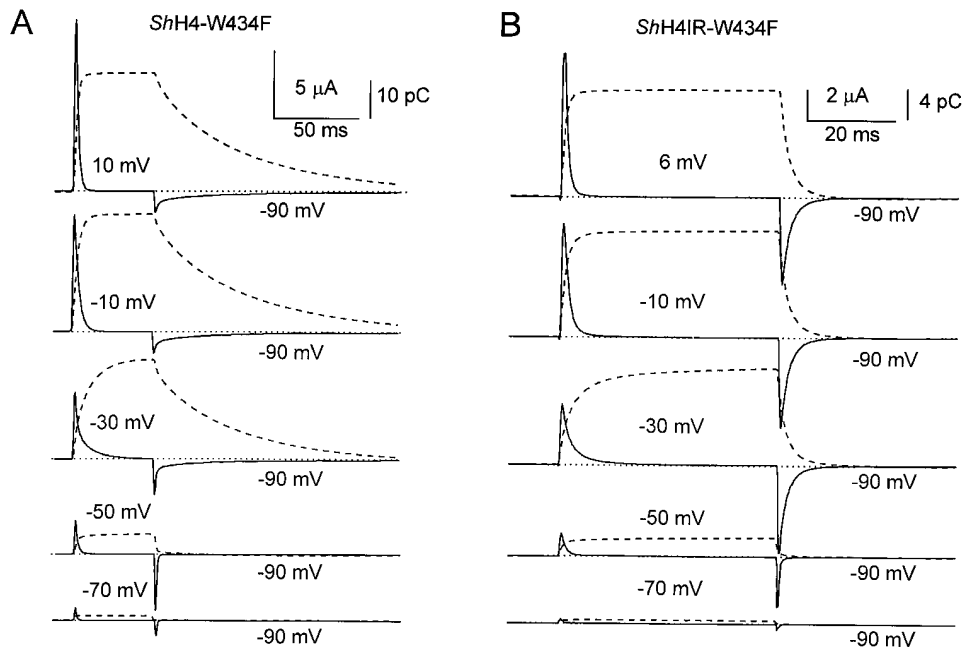 A
ShH4-W434F
5 μA
10 pC
50 ms
10 mV
-90 mV
-10 mV
-90 mV
-30 mV
-90 mV
-50 mV
-90 mV
-70 mV
-90 mV
B
ShH4IR-W434F
2 μA
4 pC
20 ms
6 mV
-90 mV
-10 mV
-90 mV
-30 mV
-90 mV
-50 mV
-90 mV
-70 mV
-90 mV